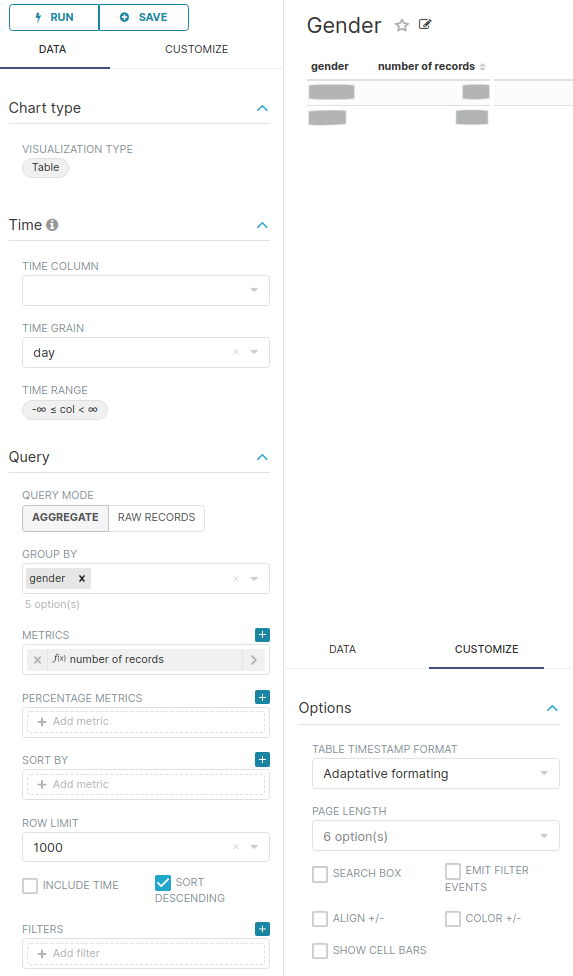 RUN
SAVE
DATA
CUSTOMIZE
Chart type
VISUALIZATION TYPE
Table
Time
TIME COLUMN
TIME GRAIN
day
TIME RANGE
-∞ ≤ col < ∞
Query
QUERY MODE
AGGREGATE
RAW RECORDS
GROUP BY
gender x
5 option(s)
METRICS
f(x) number of records
PERCENTAGE METRICS
Add metric
SORT BY
Add metric
ROW LIMIT
1000
INCLUDE TIME
SORT
DESCENDING
FILTERS
Add filter
Gender
gender
number of records
DATA
CUSTOMIZE
Options
TABLE TIMESTAMP FORMAT
Adaptative formating
PAGE LENGTH
6 option(s)
SEARCH BOX
EMIT FILTER
EVENTS
ALIGN +/-
COLOR +/-
SHOW CELL BARS